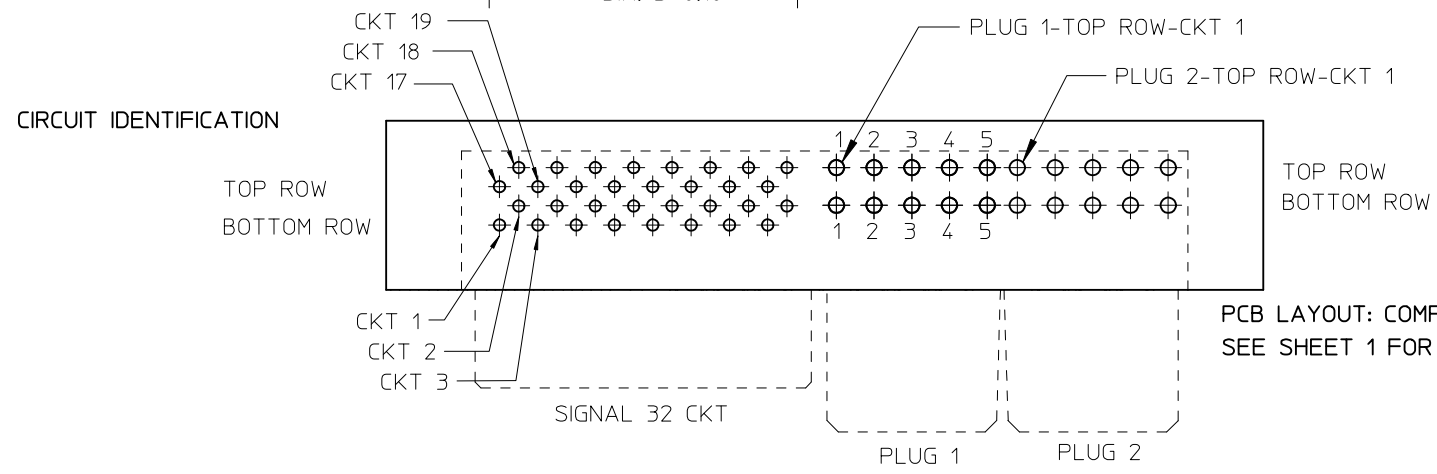 CKT 19
CKT 18
CKT 17
PLUG 1-TOP ROW-CKT 1
PLUG 2-TOP ROW-CKT 1
CIRCUIT IDENTIFICATION
1 2 3 4 5
TOP ROW
BOTTOM ROW
TOP ROW
BOTTOM ROW
1 2 3 4 5
CKT 1
CKT 2
CKT 3
PCB LAYOUT:
SEE SHEET 1 FOR
SIGNAL 32 CKT
PLUG 1
PLUG 2